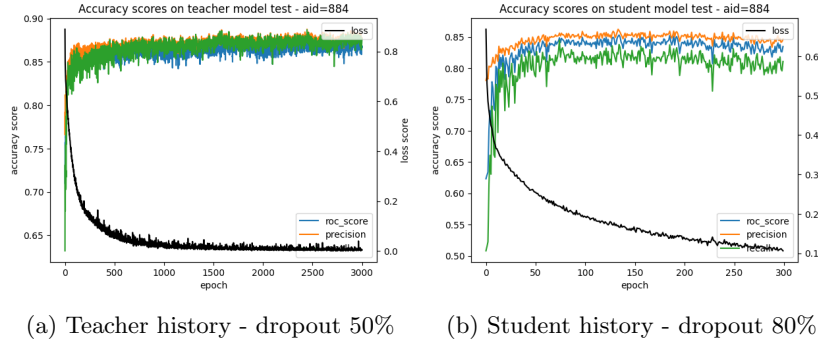 Accuracy scores on teacher model test - aid=884
accuracy score
0.90
0.85
0.80
0.75
0.70
0.65
loss
0.8
0.6
0.4
0.2
0.0
loss score
roc_score
precision
0 500 1000 1500 2000 2500 3000
epoch
(a) Teacher history - dropout 50%
Accuracy scores on student model test - aid=884
accuracy score
0.85
0.80
0.75
0.70
0.65
0.60
0.55
0.50
loss
0.6
0.5
0.4
0.3
0.2
0.1
roc_score
precision
recall
0 50 100 150 200 250 300
epoch
(b) Student history - dropout 80%